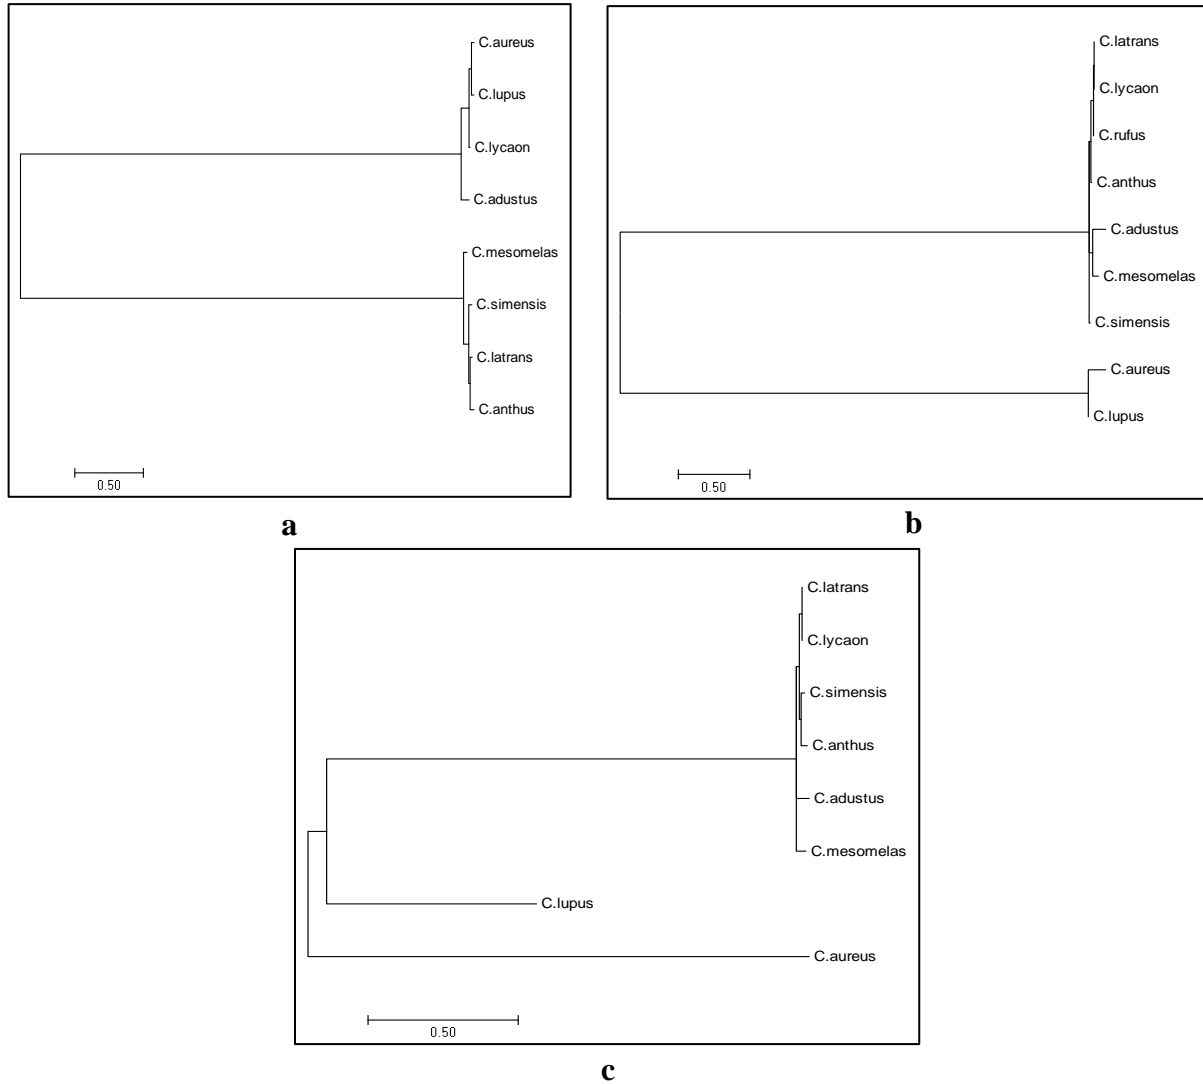 C.aureus
C.lupus
C.lycaon
C.adustus
C.mesomelas
C.simensis
C.latrans
C.anthus
0.50
a
C.latrans
C.lycaon
C.rufus
C.anthus
C.adustus
C.mesomelas
C.simensis
C.aureus
C.lupus
0.50
b
C.latrans
C.lycaon
C.simensis
C.anthus
C.adustus
C.mesomelas
C.lupus
C.aureus
0.50
c